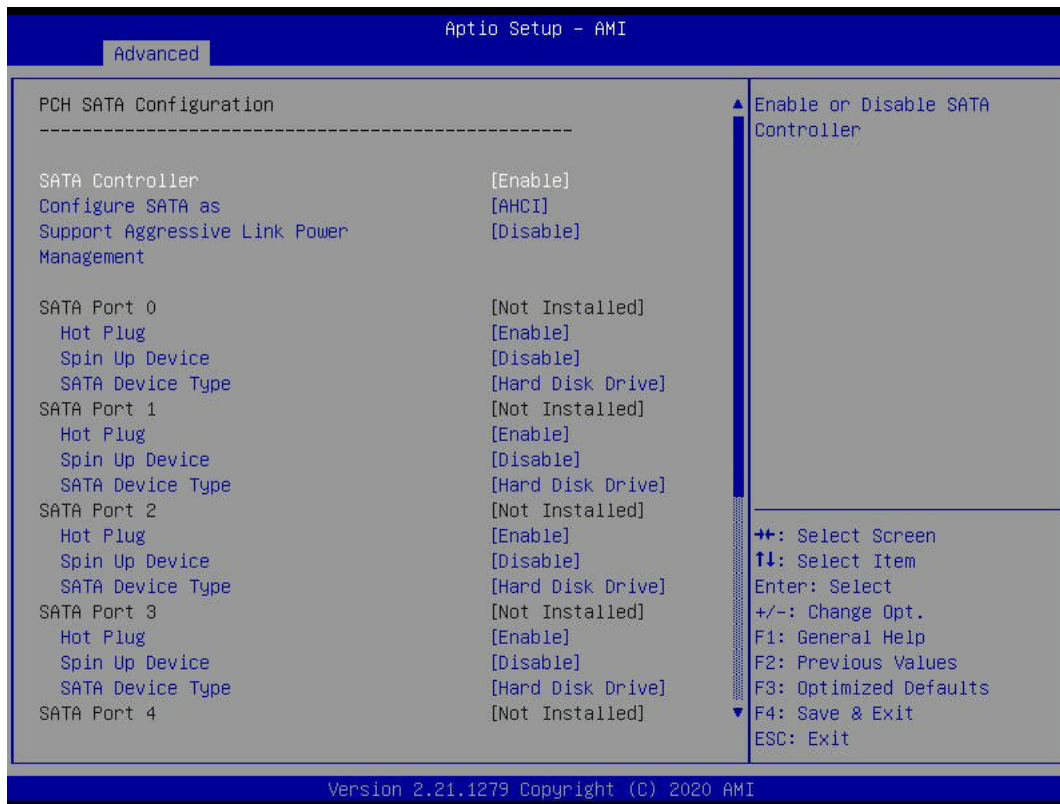 Aptio Setup – AMI
Advanced
PCH SATA Configuration
--------------------------------------------------
SATA Controller [Enable]
Configure SATA as [AHCI]
Support Aggressive Link Power [Disable]
Management
SATA Port 0 [Not Installed]
Hot Plug [Enable]
Spin Up Device [Disable]
SATA Device Type [Hard Disk Drive]
SATA Port 1 [Not Installed]
Hot Plug [Enable]
Spin Up Device [Disable]
SATA Device Type [Hard Disk Drive]
SATA Port 2 [Not Installed]
Hot Plug [Enable]
Spin Up Device [Disable]
SATA Device Type [Hard Disk Drive]
SATA Port 3 [Not Installed]
Hot Plug [Enable]
Spin Up Device [Disable]
SATA Device Type [Hard Disk Drive]
SATA Port 4 [Not Installed]
Enable or Disable SATA
Controller
→←: Select Screen
↑↓: Select Item
Enter: Select
+/-: Change Opt.
F1: General Help
F2: Previous Values
F3: Optimized Defaults
F4: Save & Exit
ESC: Exit
Version 2.21.1279 Copyright (C) 2020 AMI